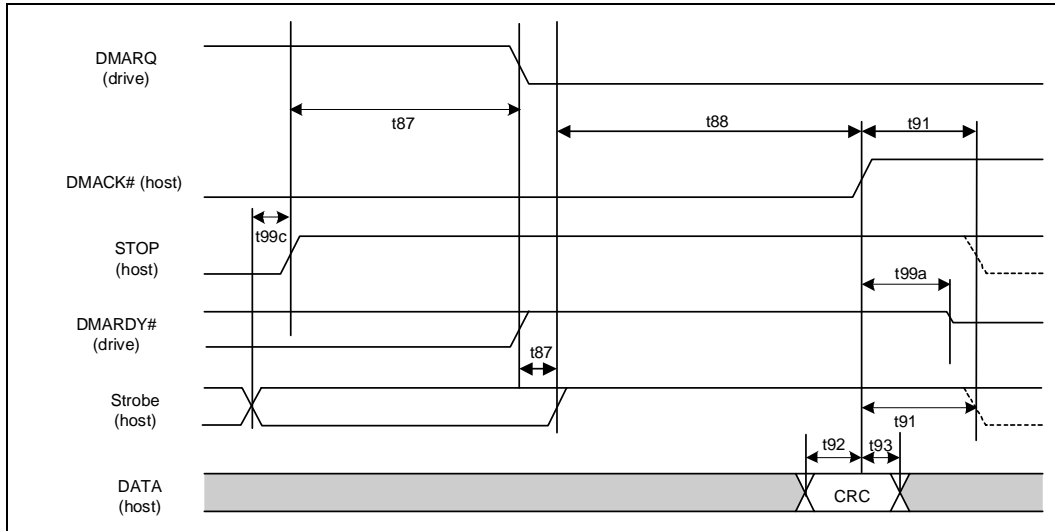 DMARQ
(drive)
t87
t88
t91
DMACK# (host)
t99c
STOP
(host)
t99a
DMARDY#
(drive)
t87
Strobe
(host)
t91
t92
t93
DATA
(host)
CRC